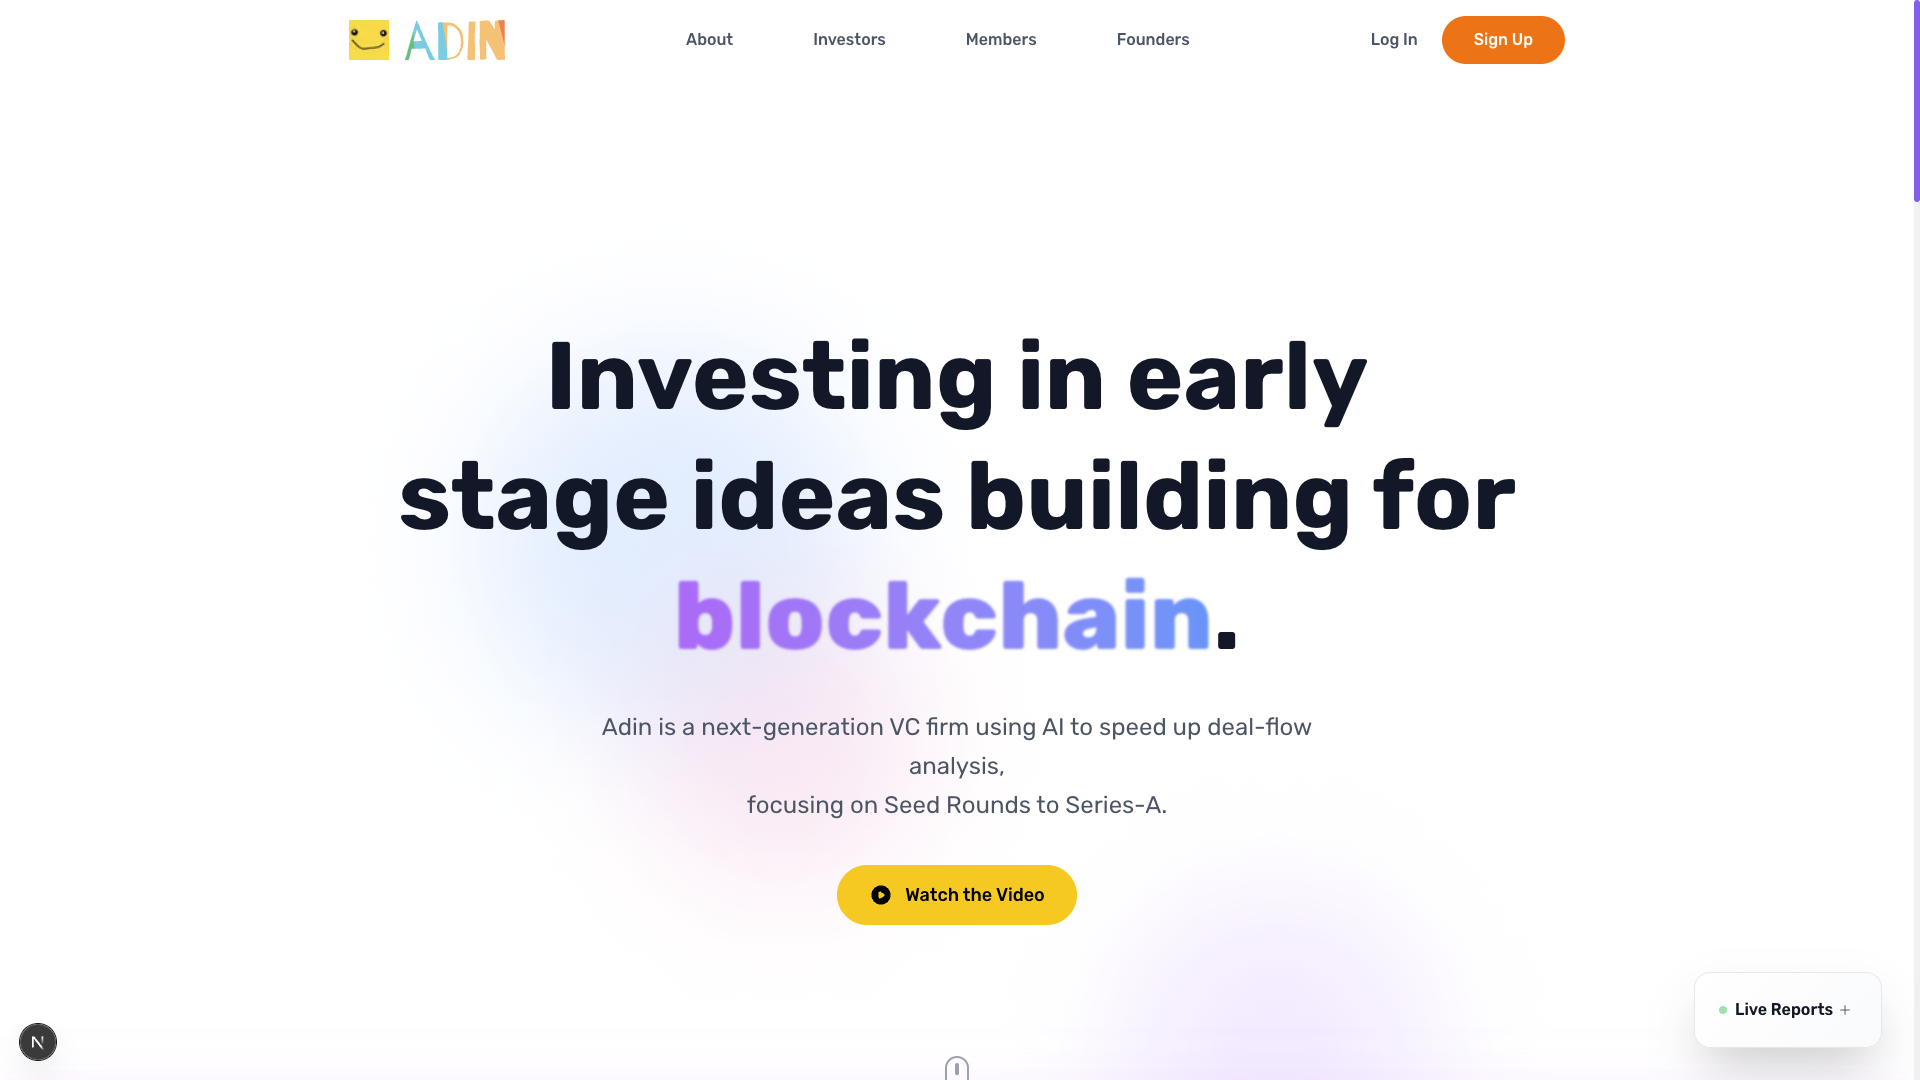 ADIN
About
Investors
Members
Founders
Log In
Sign Up
Investing in early
stage ideas building for
blockchain.
Adin is a next-generation VC firm using AI to speed up deal-flow
analysis,
focusing on Seed Rounds to Series-A.
Watch the Video
Live Reports +
N